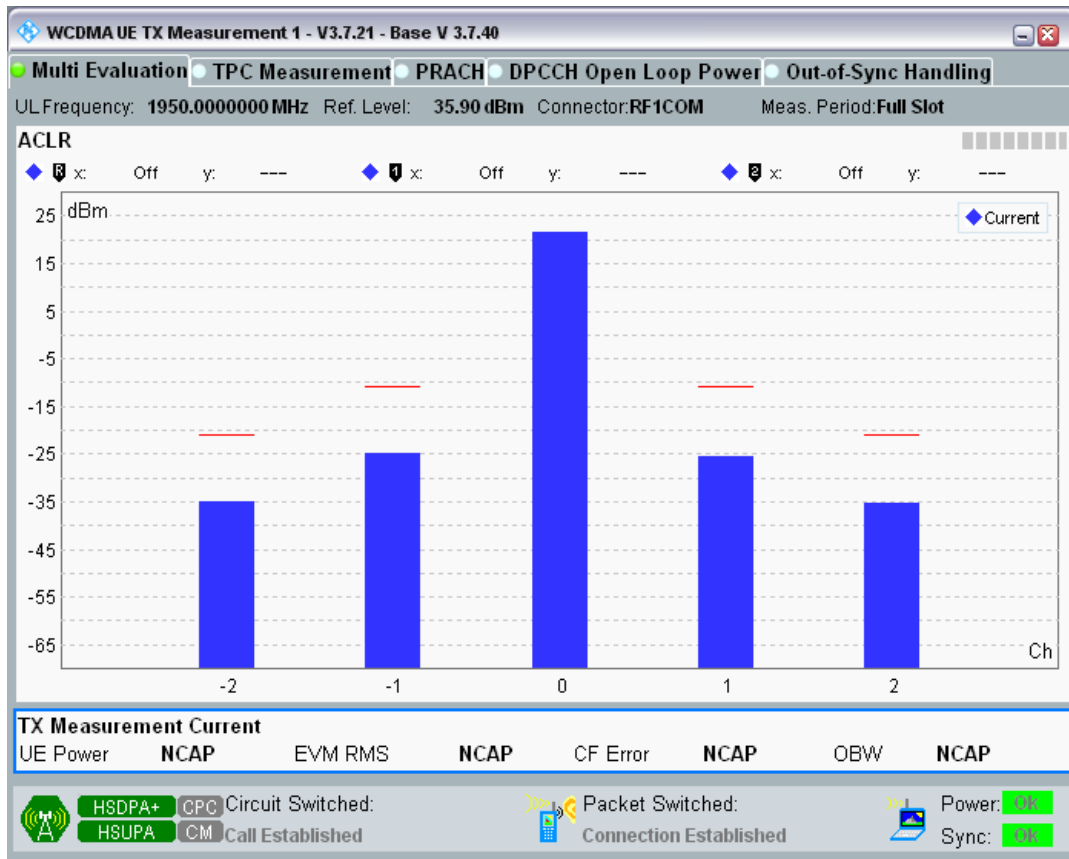 WCDMA UE TX Measurement 1 - V3.7.21 - Base V 3.7.40
Multi Evaluation TPC Measurement PRACH DPCCH Open Loop Power Out-of-Sync Handling
UL Frequency: 1950.0000000 MHz Ref. Level: 35.90 dBm Connector:RF1COM Meas. Period:Full Slot
ACLR
R x: Off y: --- 1 x: Off y: --- 2 x: Off y: ---
25 dBm Current
15
5
-5
-15
-25
-35
-45
-55
-65 Ch
-2 -1 0 1 2
TX Measurement Current
UE Power NCAP EVM RMS NCAP CF Error NCAP OBW NCAP
HSDPA+ CPC Circuit Switched: Packet Switched: Power: Ok
HSUPA CM Call Established Connection Established Sync: Ok